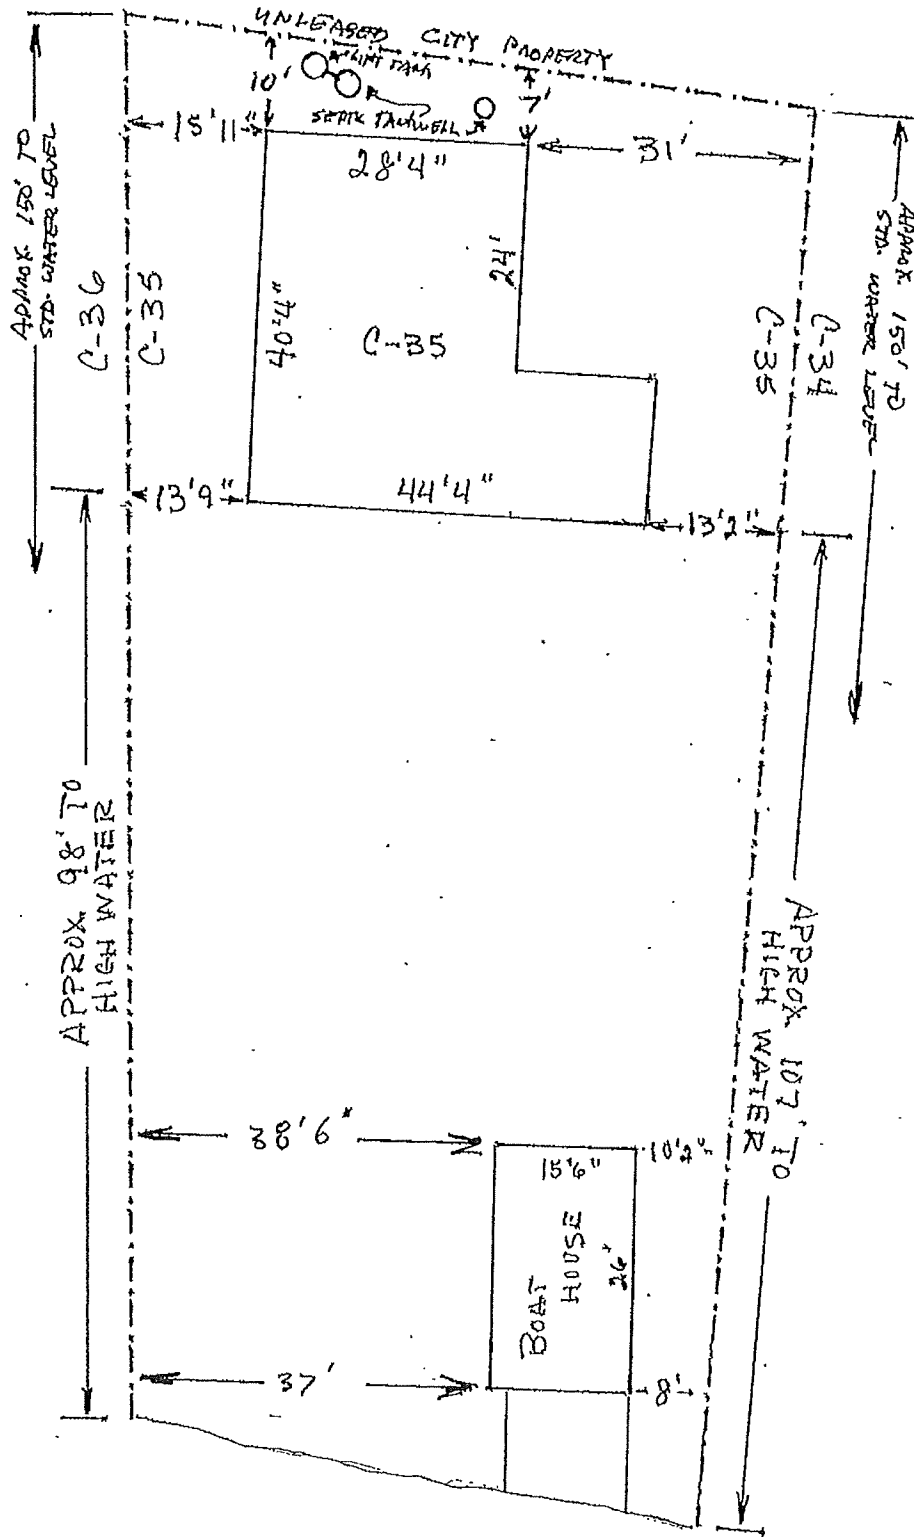 UNLEASED CITY PROPERTY
LIFT TANK
10'
7'
SEPTIC TANK
WELL
15'11"
28'4"
31'
APPROX. 150' TO
STD. WATER LEVEL
APPROX. 150' TO
STD. WATER LEVEL
C-36
C-35
40'4"
C-35
24'
C-35
C-34
13'9"
44'4"
13'2"
APPROX. 98' TO
HIGH WATER
APPROX. 107' TO
HIGH WATER
38'6"
15'6"
10'2"
BOAT
HOUSE
26'
37'
8'